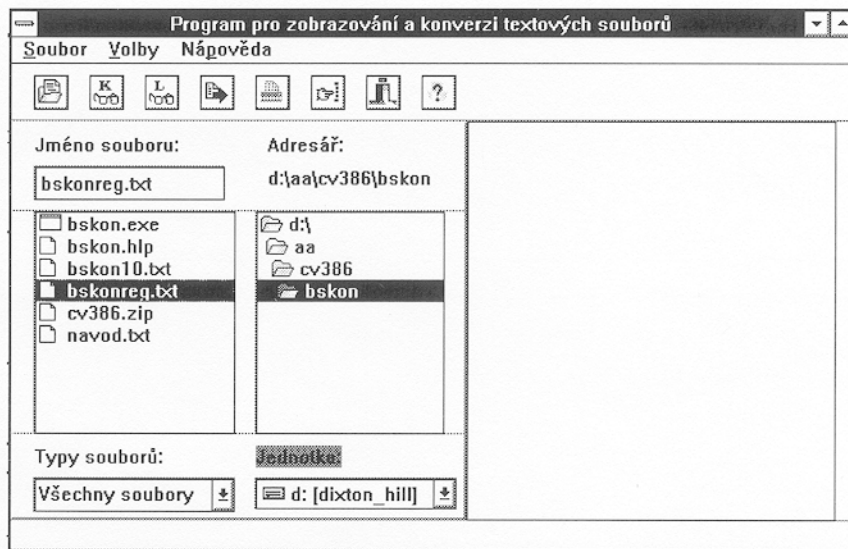 Program pro zobrazování a konverzi textových souborů
Soubor Volby Nápověda
K L ?
Jméno souboru:
bskonreg.txt
Adresář:
d:\aa\cv386\bskon
bskon.exe
bskon.hlp
bskon10.txt
bskonreg.txt
cv386.zip
navod.txt
d:\
aa
cv386
bskon
Typy souborů:
Všechny soubory
Jednotka:
d: [dixton_hill]